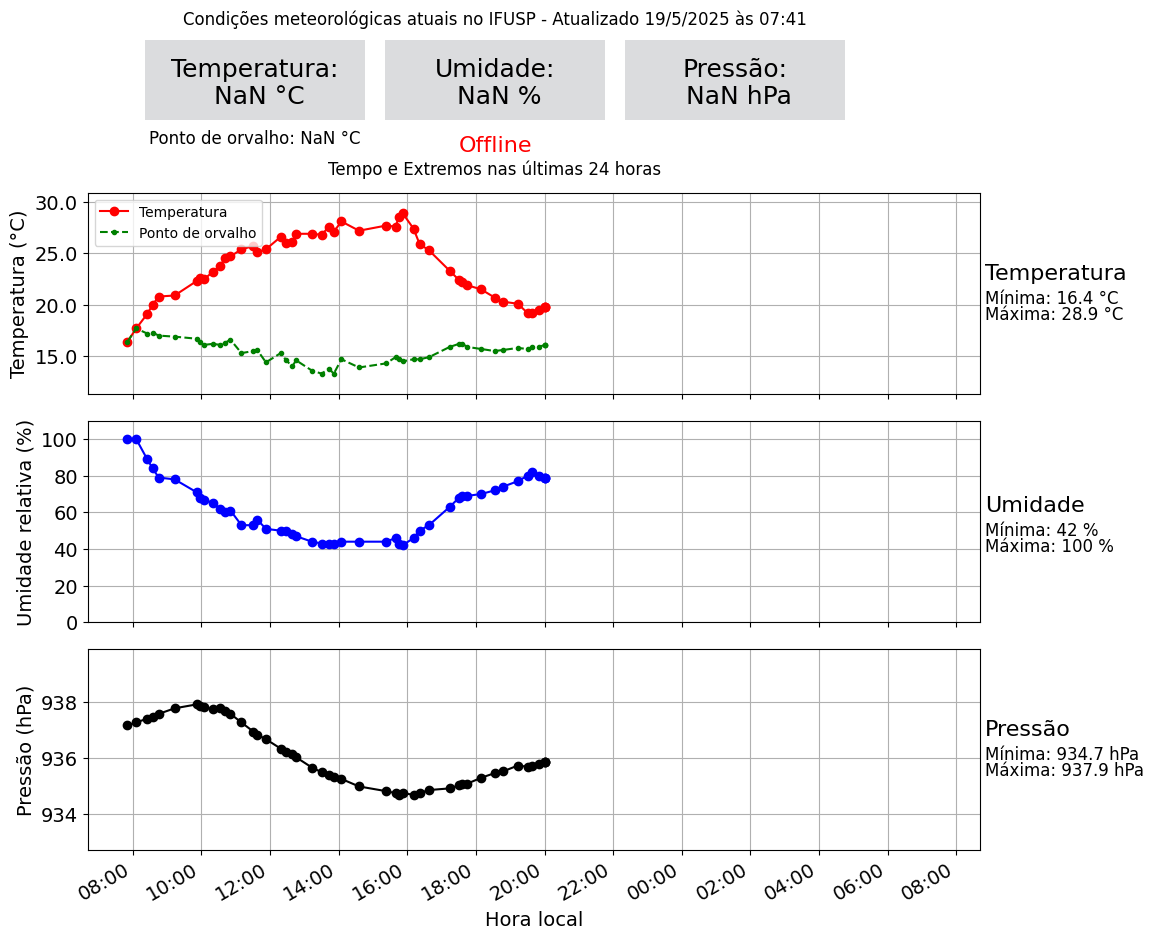 Condições meteorológicas atuais no IFUSP - Atualizado 19/5/2025 às 07:41
Temperatura:
NaN °C
Umidade:
NaN %
Pressão:
NaN hPa
Ponto de orvalho: NaN °C
Offline
Tempo e Extremos nas últimas 24 horas
Temperatura (°C)
30.0
25.0
20.0
15.0
Temperatura
Ponto de orvalho
Temperatura
Mínima: 16.4 °C
Máxima: 28.9 °C
Umidade relativa (%)
100
80
60
40
20
0
Umidade
Mínima: 42 %
Máxima: 100 %
Pressão (hPa)
938
936
934
Pressão
Mínima: 934.7 hPa
Máxima: 937.9 hPa
08:00 10:00 12:00 14:00 16:00 18:00 20:00 22:00 00:00 02:00 04:00 06:00 08:00
Hora local